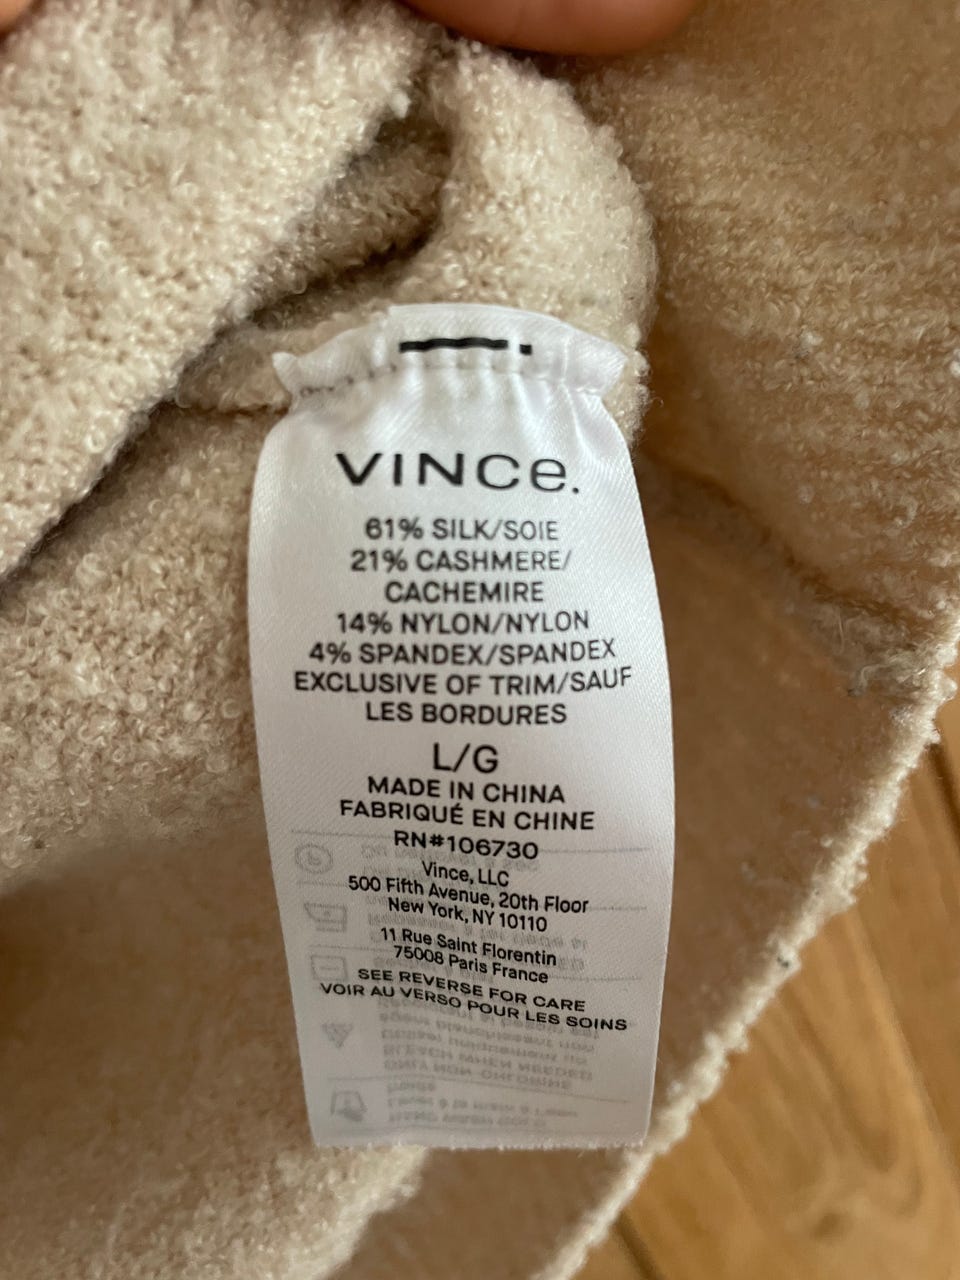 VINCE.
61% SILK/SOIE
21% CASHMERE/
CACHEMIRE
14% NYLON/NYLON
4% SPANDEX/SPANDEX
EXCLUSIVE OF TRIM/SAUF
LES BORDURES
L/G
MADE IN CHINA
FABRIQUÉ EN CHINE
RN#106730
Vince, LLC
500 Fifth Avenue, 20th Floor
New York, NY 10110
11 Rue Saint Florentin
75008 Paris France
SEE REVERSE FOR CARE
VOIR AU VERSO POUR LES SOINS